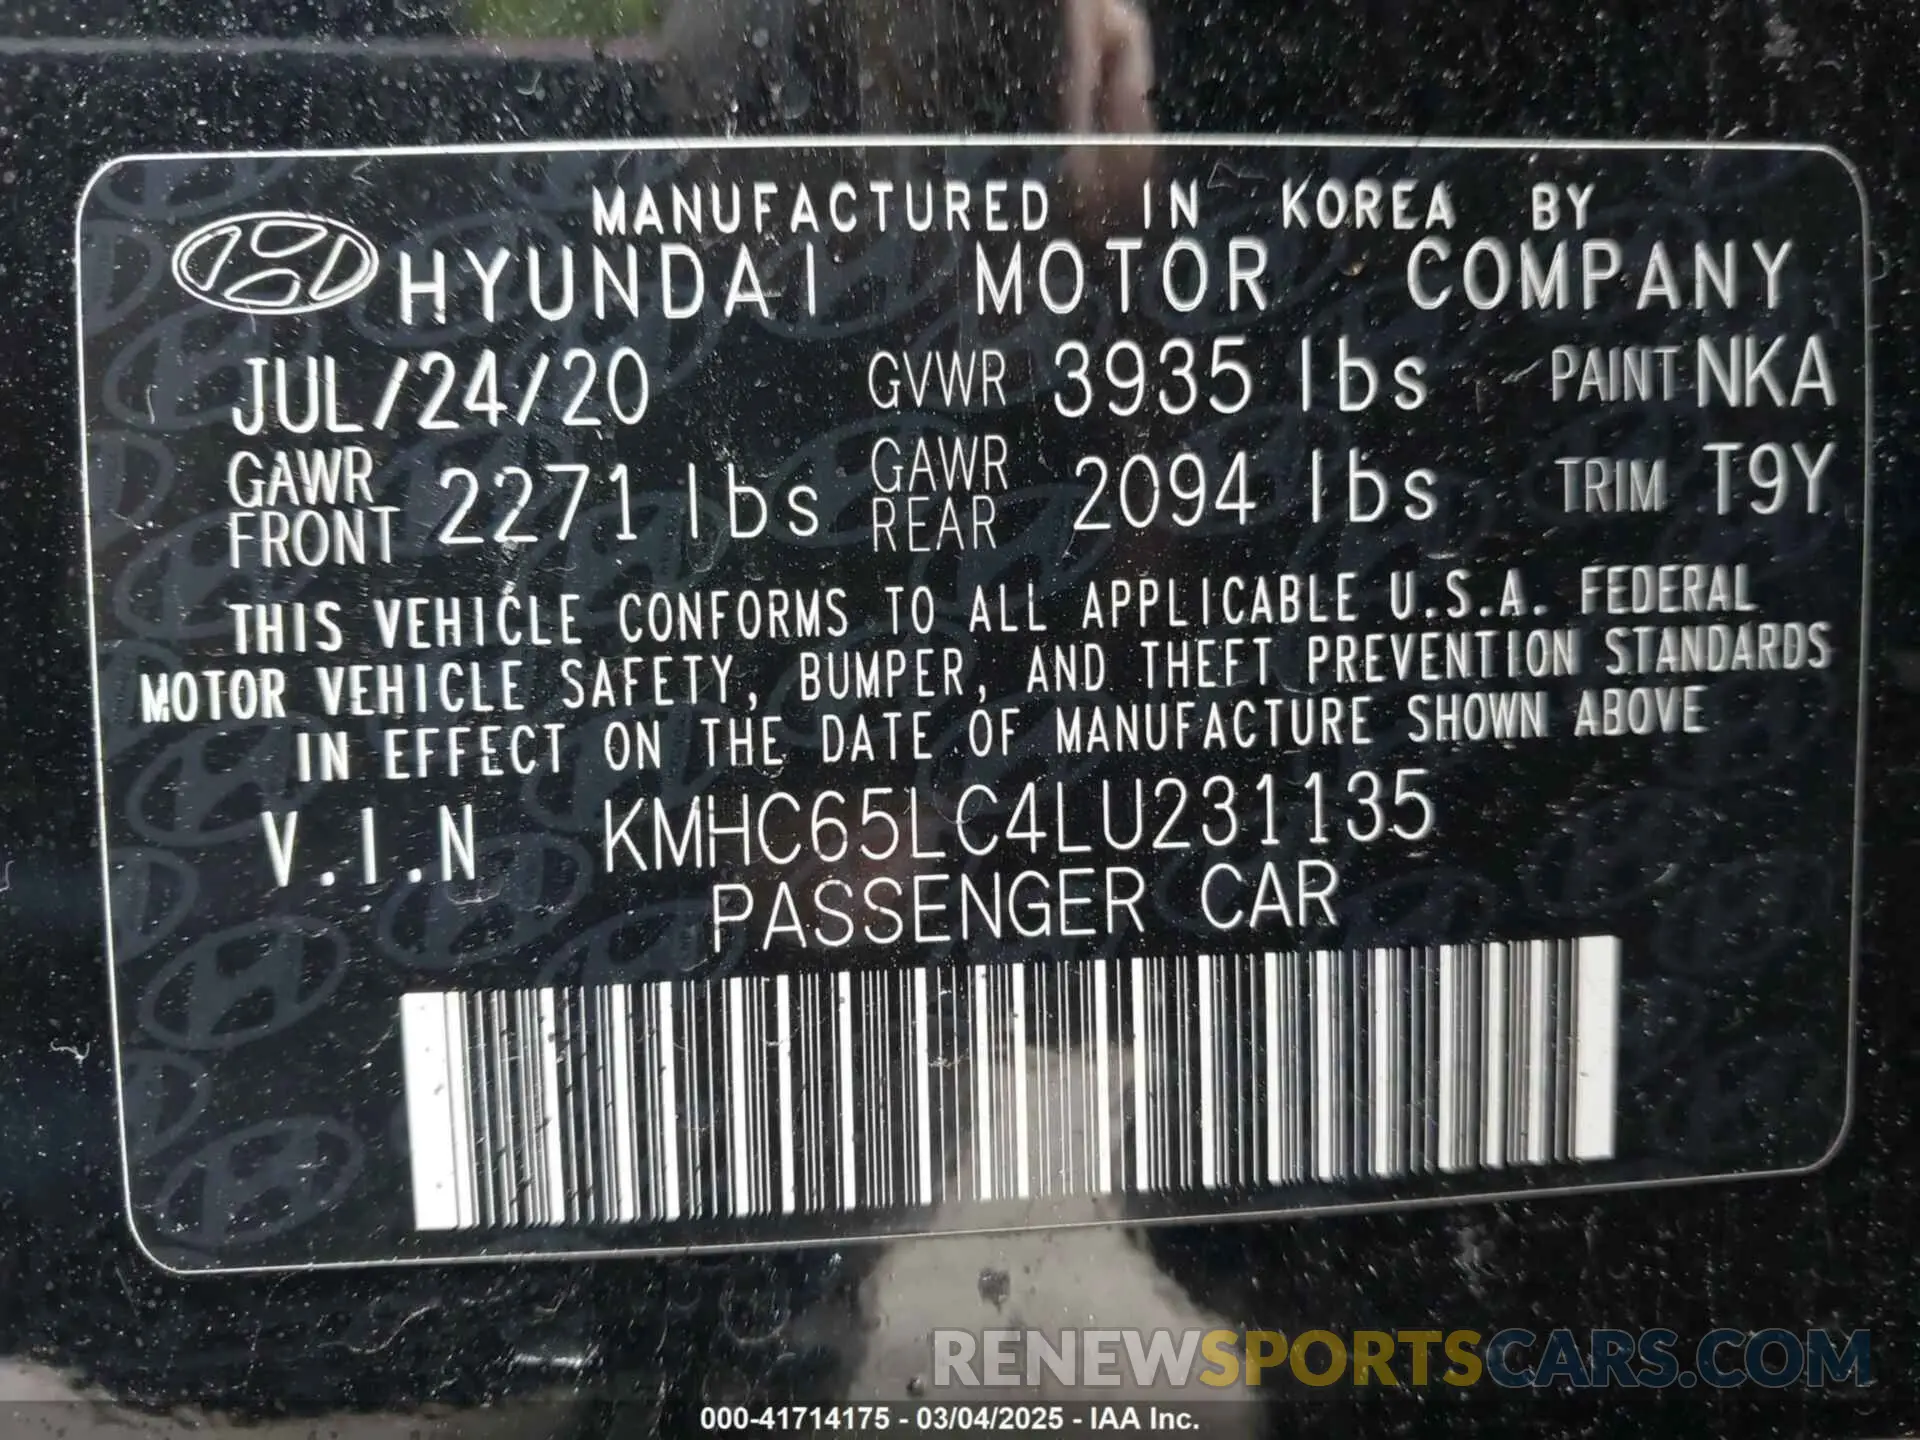 MANUFACTURED IN KOREA BY
HYUNDAI MOTOR COMPANY
JUL/24/20 GVWR 3935 lbs PAINT NKA
GAWR FRONT 2271 lbs GAWR REAR 2094 lbs TRIM T9Y
THIS VEHICLE CONFORMS TO ALL APPLICABLE U.S.A. FEDERAL
MOTOR VEHICLE SAFETY, BUMPER, AND THEFT PREVENTION STANDARDS
IN EFFECT ON THE DATE OF MANUFACTURE SHOWN ABOVE
V.I.N KMHC65LC4LU231135
PASSENGER CAR
RENEWSPORTSCARS.COM
000-41714175 - 03/04/2025 - IAA Inc.